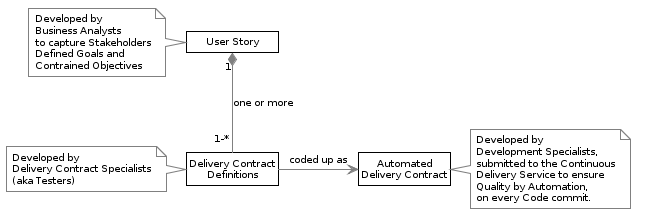 Developed by
Business Analysts
to capture Stakeholders
Defined Goals and
Contrained Objectives
User Story
1
one or more
1-*
Developed by
Delivery Contract Specialists
(aka Testers)
Delivery Contract
Definitions
coded up as
Automated
Delivery Contract
Developed by
Development Specialists,
submitted to the Continuous
Delivery Service to ensure
Quality by Automation,
on every Code commit.